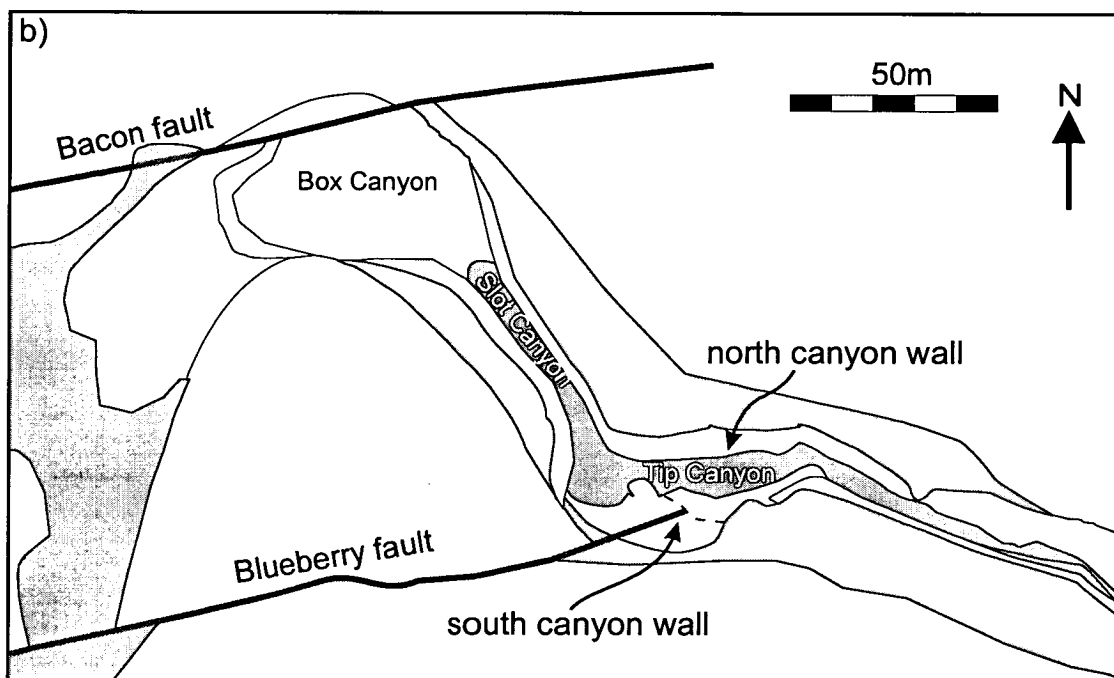 b)
50m
N
Bacon fault
Box Canyon
Slot Canyon
north canyon wall
Tip Canyon
Blueberry fault
south canyon wall